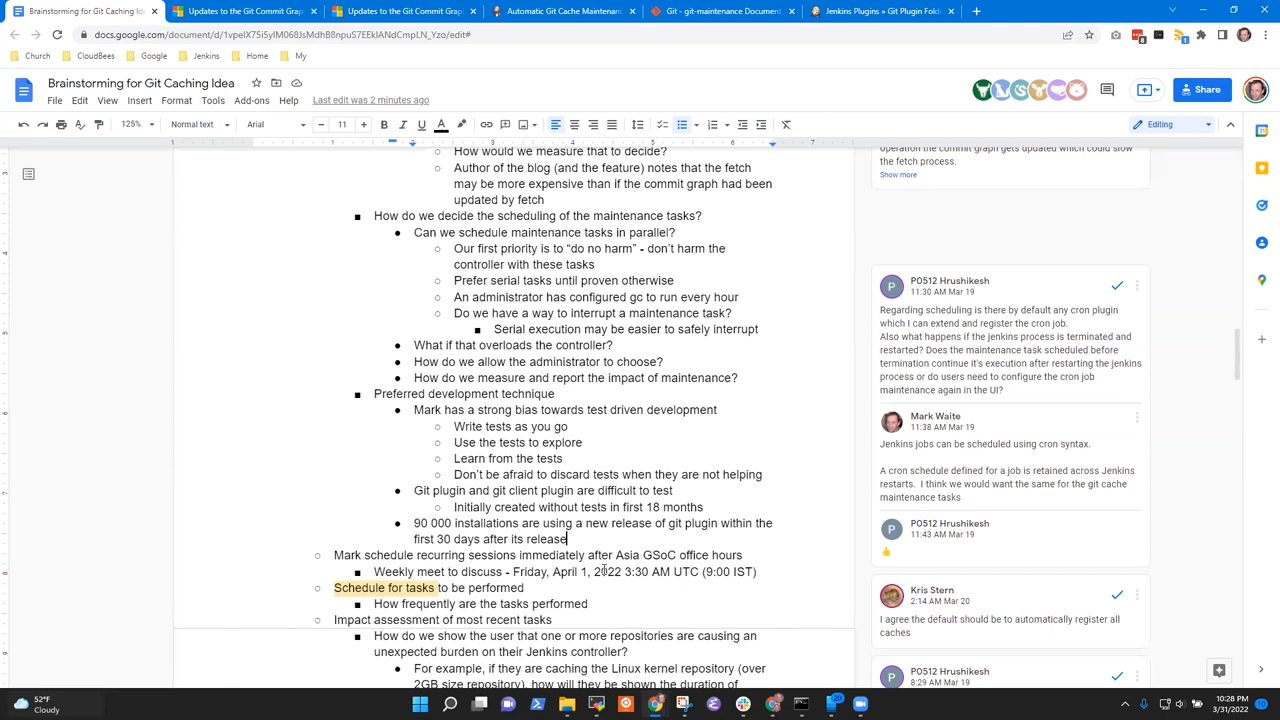 Brainstorming for Git Caching Ide
Updates to the Git Commit Graph
Updates to the Git Commit Graph
Automatic Git Cache Maintenanc
Git - git-maintenance Document
Jenkins Plugins » Git Plugin Fold
docs.google.com/document/d/1vpelX75iSyIM068JsMdhB8npuS7EEkIANdCmpLN_Yzo/edit#
Church
CloudBees
Google
Jenkins
Home
My
Brainstorming for Git Caching Idea
File Edit View Insert Format Tools Add-ons Help Last edit was 2 minutes ago
Share
125% Normal text Arial 11
Editing
How would we measure that to decide?
Author of the blog (and the feature) notes that the fetch
may be more expensive than if the commit graph had been
updated by fetch
How do we decide the scheduling of the maintenance tasks?
Can we schedule maintenance tasks in parallel?
Our first priority is to “do no harm” - don’t harm the
controller with these tasks
Prefer serial tasks until proven otherwise
An administrator has configured gc to run every hour
Do we have a way to interrupt a maintenance task?
Serial execution may be easier to safely interrupt
What if that overloads the controller?
How do we allow the administrator to choose?
How do we measure and report the impact of maintenance?
Preferred development technique
Mark has a strong bias towards test driven development
Write tests as you go
Use the tests to explore
Learn from the tests
Don’t be afraid to discard tests when they are not helping
Git plugin and git client plugin are difficult to test
Initially created without tests in first 18 months
90 000 installations are using a new release of git plugin within the
first 30 days after its release
Mark schedule recurring sessions immediately after Asia GSoC office hours
Weekly meet to discuss - Friday, April 1, 2022 3:30 AM UTC (9:00 IST)
Schedule for tasks to be performed
How frequently are the tasks performed
Impact assessment of most recent tasks
How do we show the user that one or more repositories are causing an
unexpected burden on their Jenkins controller?
For example, if they are caching the Linux kernel repository (over
2GB size repository), how will they be shown the duration of
operation the commit graph gets updated which could slow
the fetch process.
Show more
P0512 Hrushikesh
11:30 AM Mar 19
Regarding scheduling is there by default any cron plugin
which I can extend and register the cron job.
Also what happens if the jenkins process is terminated and
restarted? Does the maintenance task scheduled before
termination continue it's execution after restarting the jenkins
process or do users need to configure the cron job
maintenance again in the UI?
Mark Waite
11:38 AM Mar 19
Jenkins jobs can be scheduled using cron syntax.
A cron schedule defined for a job is retained across Jenkins
restarts. I think we would want the same for the git cache
maintenance tasks
P0512 Hrushikesh
11:43 AM Mar 19
Kris Stern
2:14 AM Mar 20
I agree the default should be to automatically register all
caches
P0512 Hrushikesh
8:29 AM Mar 19
52°F
Cloudy
10:28 PM
3/31/2022